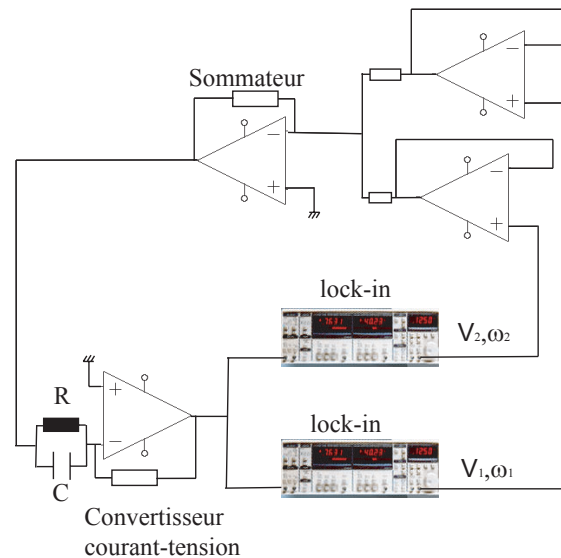 Sommateur
−
+
−
+
−
+
lock-in
V₂,ω₂
R
+
−
C
lock-in
V₁,ω₁
Convertisseur
courant-tension